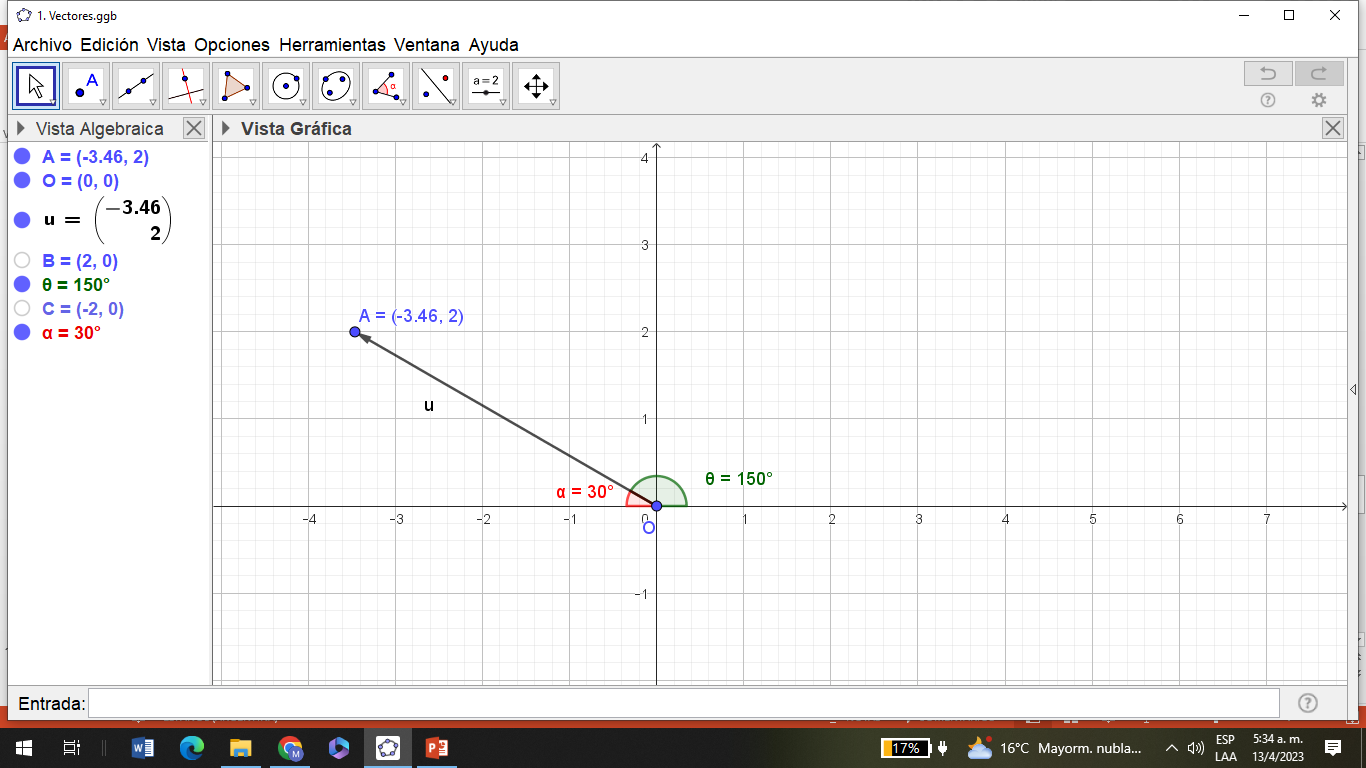 1. Vectores.ggb
Archivo Edición Vista Opciones Herramientas Ventana Ayuda
A
α
a = 2
Vista Algebraica
Vista Gráfica
A = (-3.46, 2)
O = (0, 0)
u = (−3.46
2)
B = (2, 0)
θ = 150°
C = (-2, 0)
α = 30°
4
3
A = (-3.46, 2)
2
u
1
θ = 150°
α = 30°
−4 −3 −2 −1 0 1 2 3 4 5 6 7
O
−1
Entrada:
17% 16°C Mayorm. nubla... ESP LAA 5:34 a. m. 13/4/2023